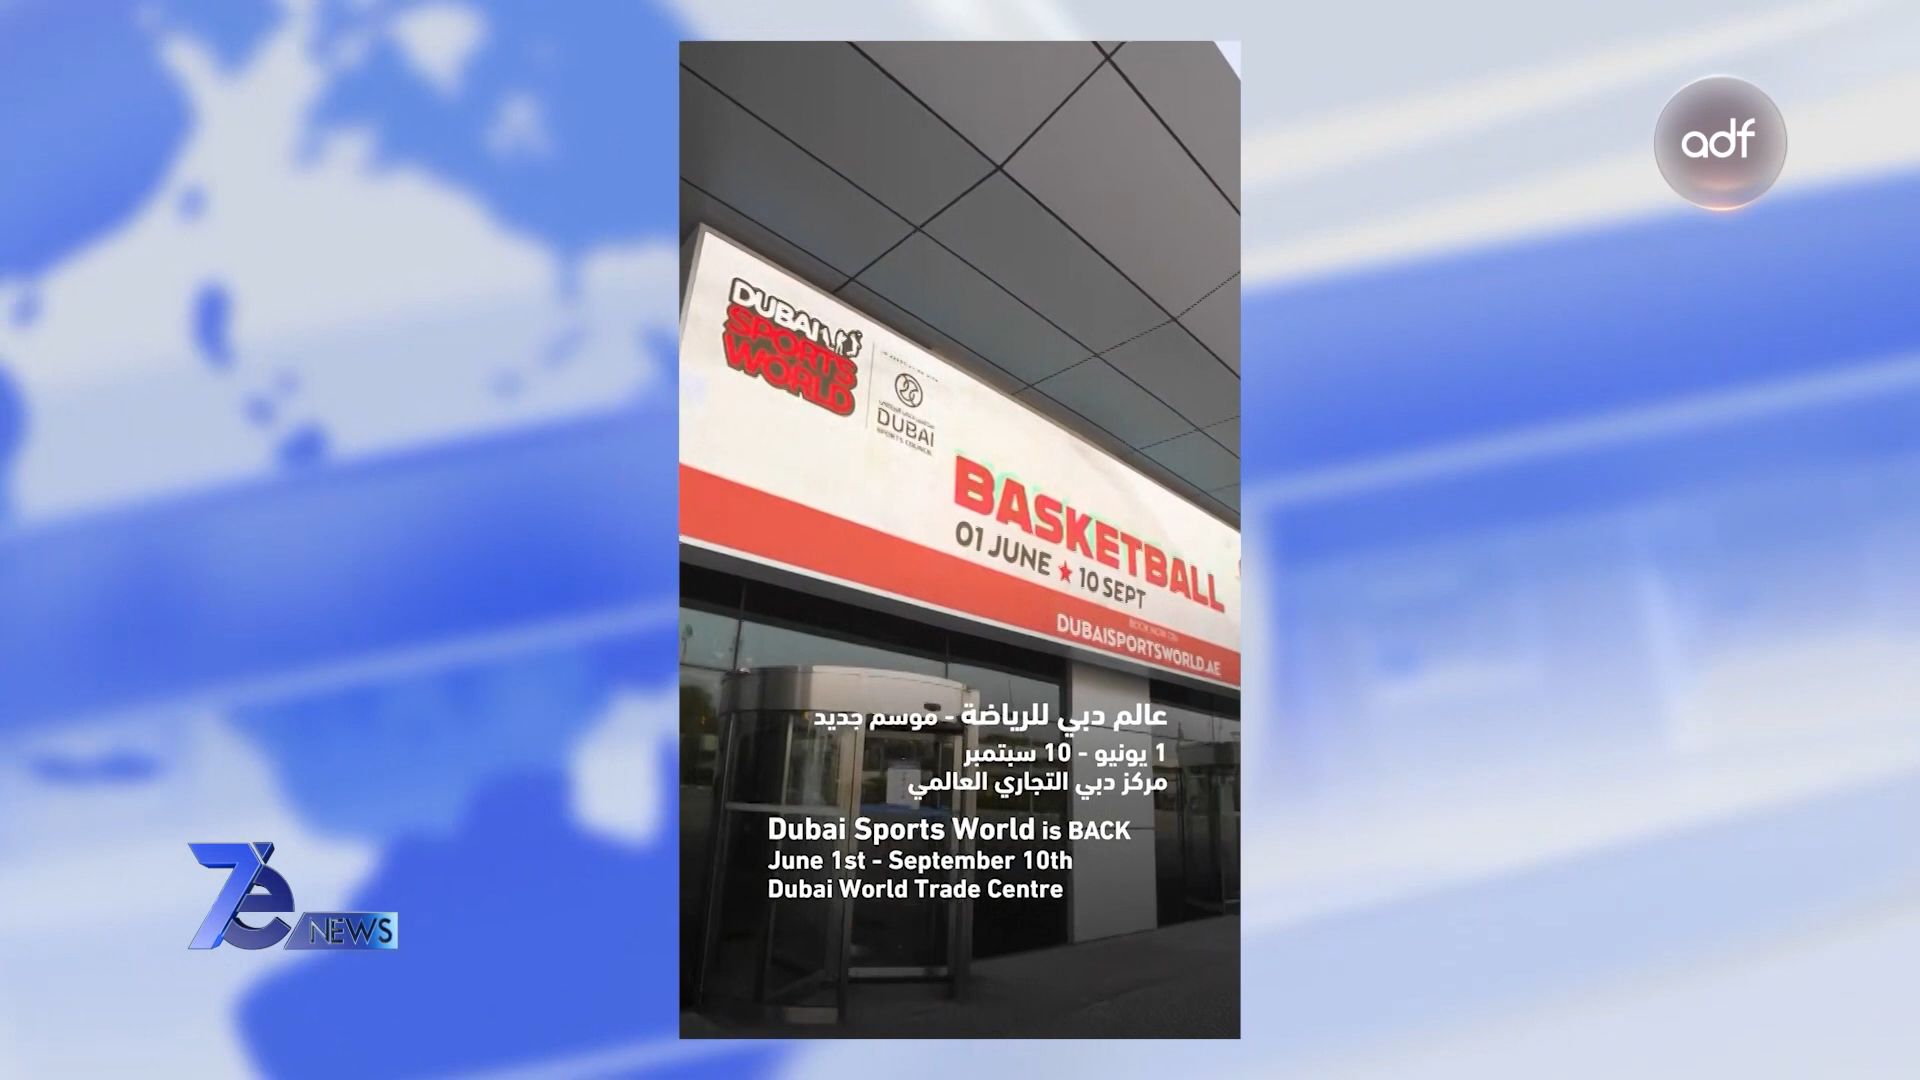 adf
DUBAI
SPORTS
WORLD
DUBAI
SPORTS COUNCIL
BASKETBALL
01 JUNE ★ 10 SEPT
BOOK NOW ON
DUBAISPORTSWORLD.AE
عالم دبي للرياضة - موسم جديد
1 يونيو - 10 سبتمبر
مركز دبي التجاري العالمي
Dubai Sports World is BACK
June 1st - September 10th
Dubai World Trade Centre
7e NEWS